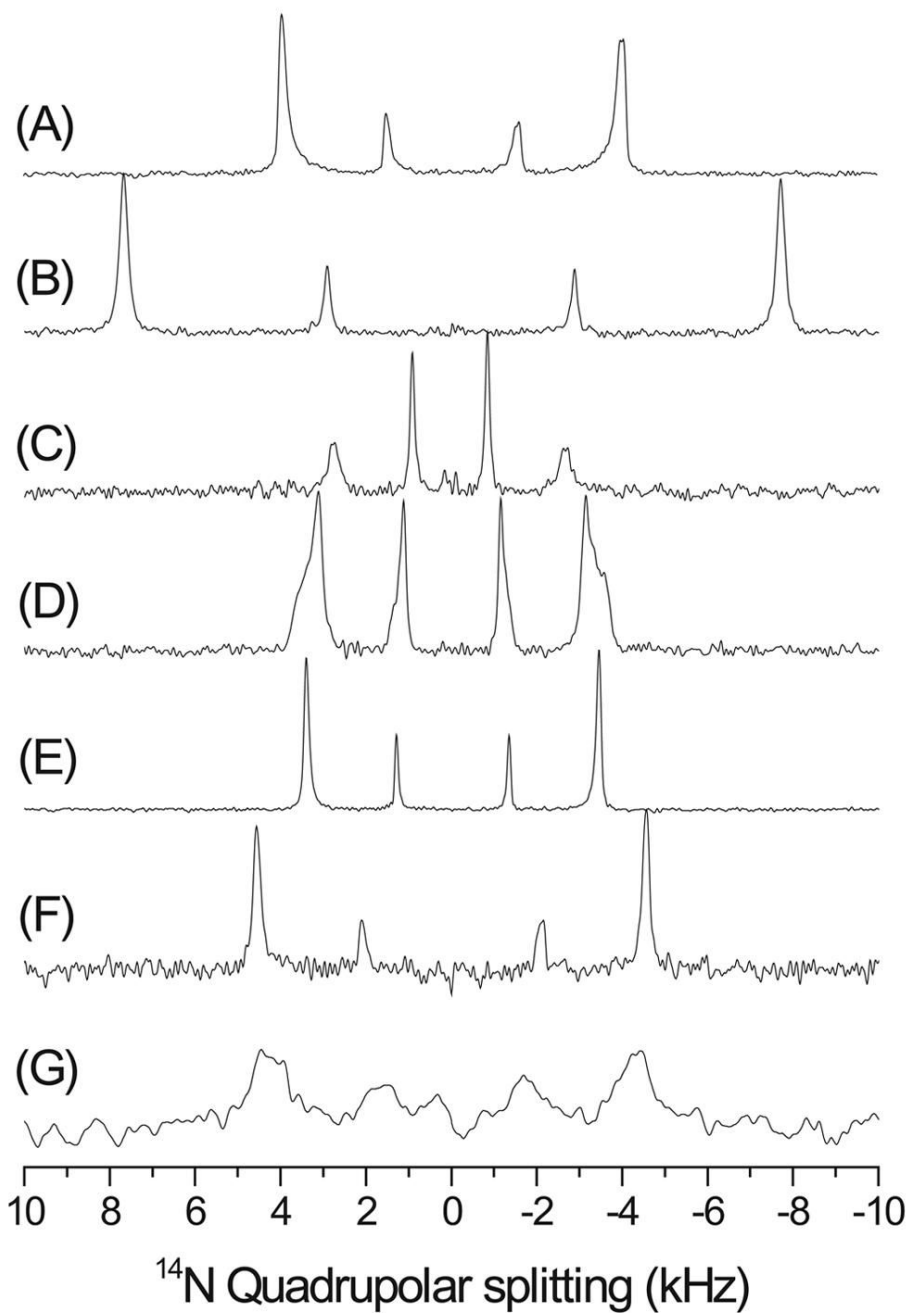 (A)
(B)
(C)
(D)
(E)
(F)
(G)
10 8 6 4 2 0 -2 -4 -6 -8 -10
¹⁴N Quadrupolar splitting (kHz)